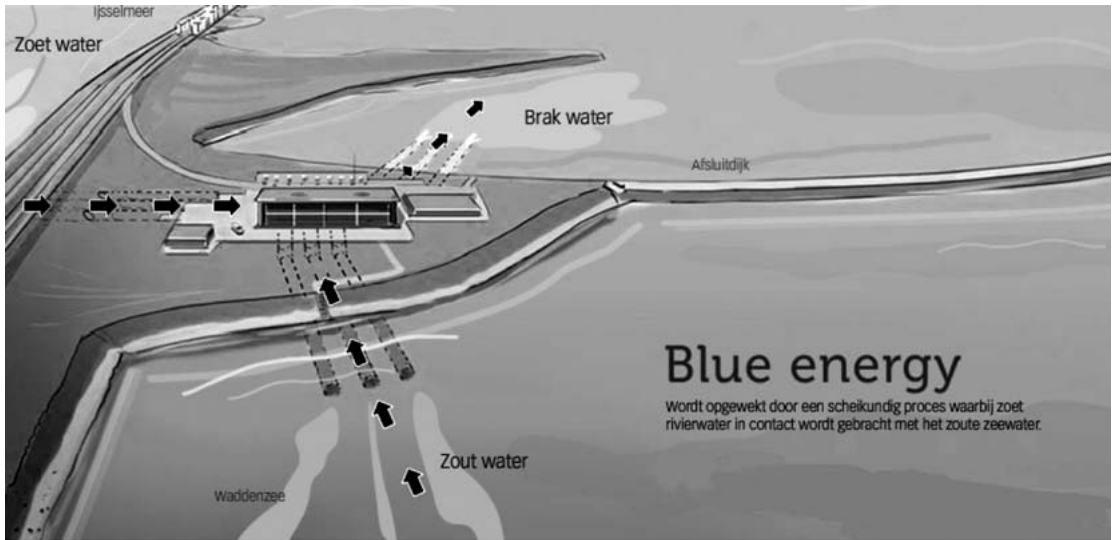 Ijsselmeer
Zoet water
Brak water
Afsluitdijk
Blue energy
Wordt opgewekt door een scheikundig proces waarbij zoet
rivierwater in contact wordt gebracht met het zoute zeewater.
Zout water
Waddenzee